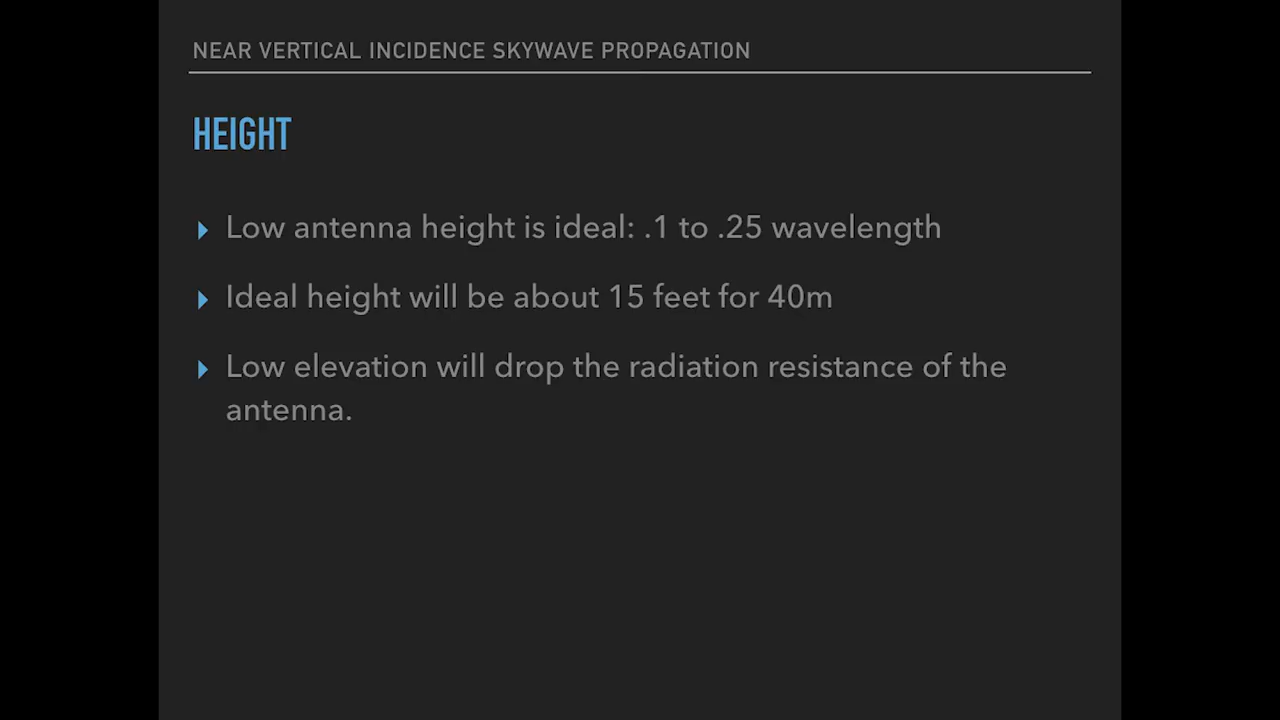 NEAR VERTICAL INCIDENCE SKYWAVE PROPAGATION
HEIGHT
Low antenna height is ideal: .1 to .25 wavelength
Ideal height will be about 15 feet for 40m
Low elevation will drop the radiation resistance of the
antenna.